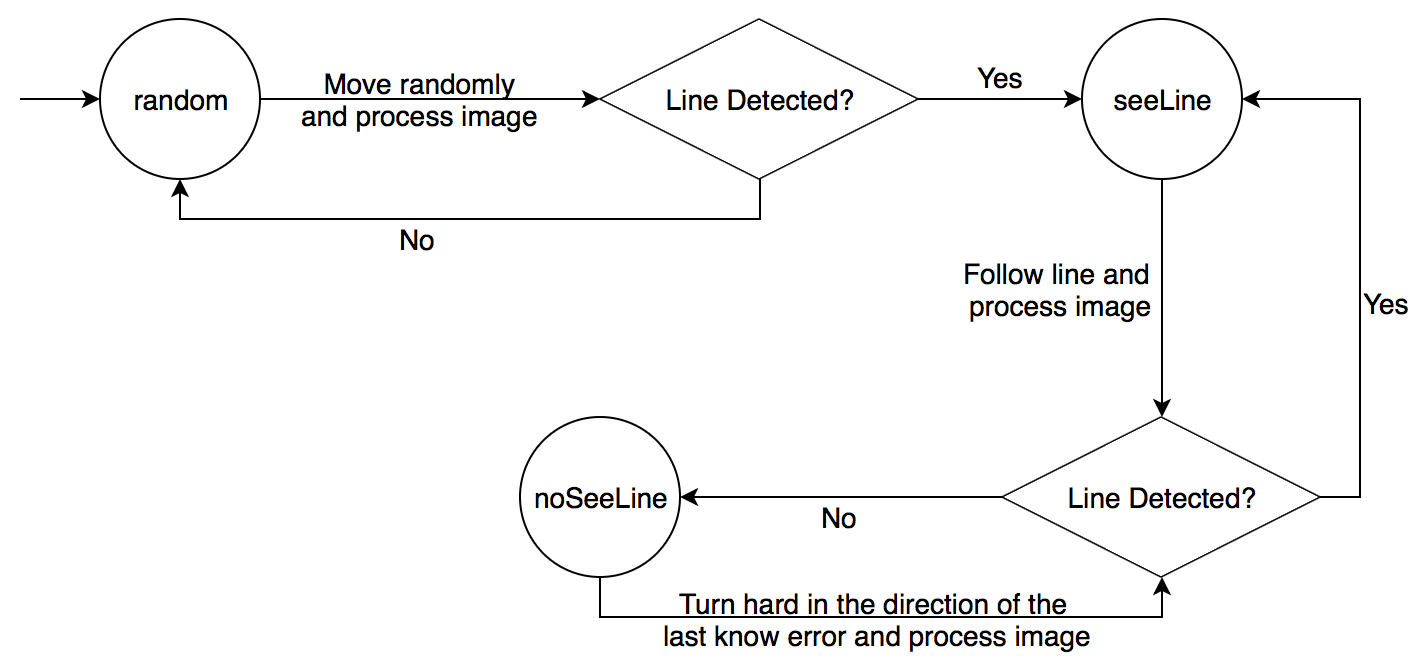 random
Move randomly
and process image
Line Detected?
Yes
seeLine
No
Follow line and
process image
Yes
noSeeLine
No
Line Detected?
Turn hard in the direction of the
last know error and process image